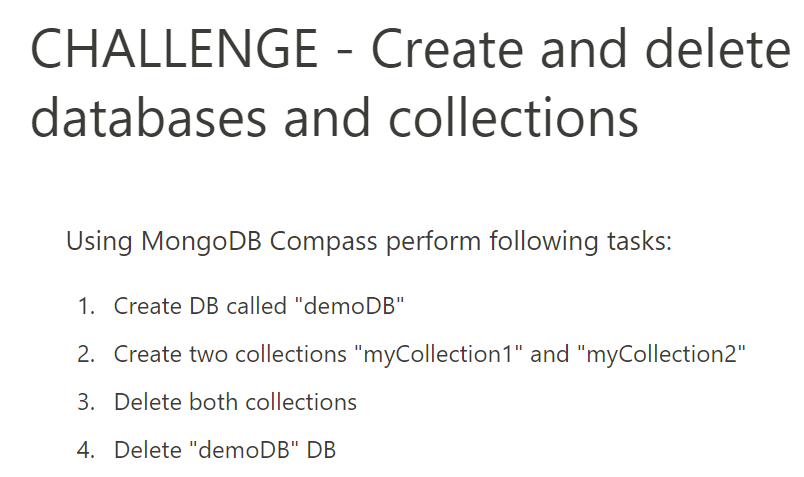 CHALLENGE - Create and delete
databases and collections
Using MongoDB Compass perform following tasks:
1. Create DB called "demoDB"
2. Create two collections "myCollection1" and "myCollection2"
3. Delete both collections
4. Delete "demoDB" DB